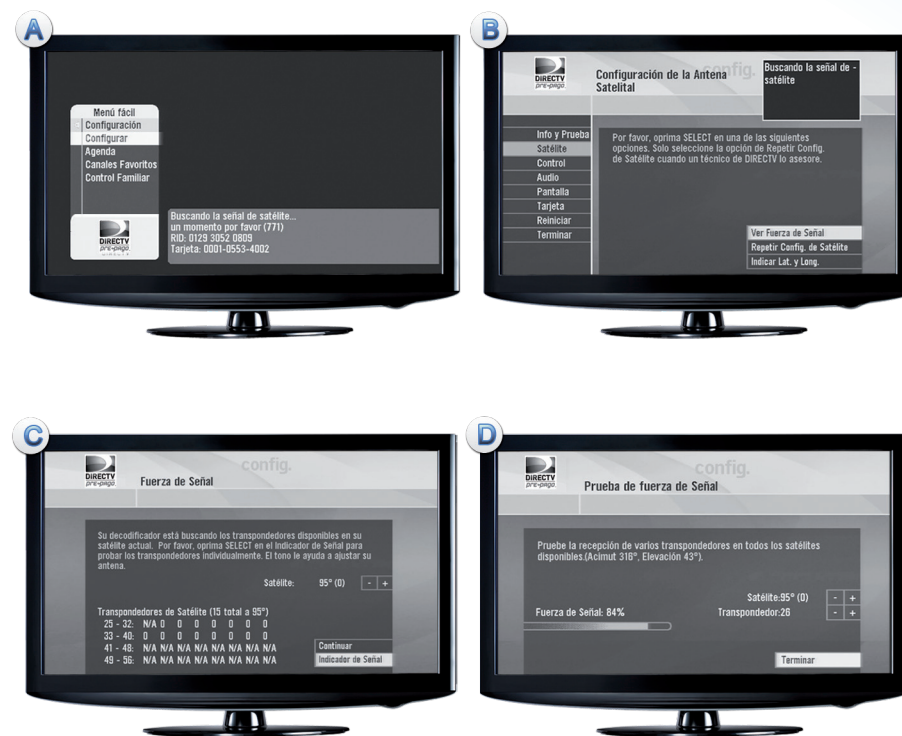 A
Menú fácil
Configuración
Configurar
Agenda
Canales Favoritos
Control Familiar
DIRECTV
pre-pago.
Buscando la señal de satélite...
un momento por favor (771)
RID: 0129 3052 0809
Tarjeta: 0001-0553-4002
B
DIRECTV
pre-pago.
config.
Configuración de la Antena
Satelital
Buscando la señal de -
satélite
Info y Prueba
Satélite
Control
Audio
Pantalla
Tarjeta
Reiniciar
Terminar
Por favor, oprima SELECT en una de las siguientes
opciones. Solo seleccione la opción de Repetir Config.
de Satélite cuando un técnico de DIRECTV lo asesore.
Ver Fuerza de Señal
Repetir Config. de Satélite
Indicar Lat. y Long.
C
DIRECTV
pre-pago.
config.
Fuerza de Señal
Su decodificador está buscando los transpondedores disponibles en su
satélite actual. Por favor, oprima SELECT en el Indicador de Señal para
probar los transpondedores individualmente. El tono le ayuda a ajustar su
antena.
Satélite: 95° (0) - +
Transpondedores de Satélite (15 total a 95°)
25 - 32: N/A 0 0 0 0 0 0 0
33 - 40: 0 0 0 0 0 0 0 0
41 - 48: N/A N/A N/A N/A N/A N/A N/A N/A
49 - 56: N/A N/A N/A N/A N/A N/A N/A N/A
Continuar
Indicador de Señal
D
DIRECTV
pre-pago.
config.
Prueba de fuerza de Señal
Pruebe la recepción de varios transpondedores en todos los satélites
disponibles.(Acimut 316°, Elevación 43°).
Satélite:95° (0) - +
Fuerza de Señal: 84% Transpondedor:26 - +
Terminar